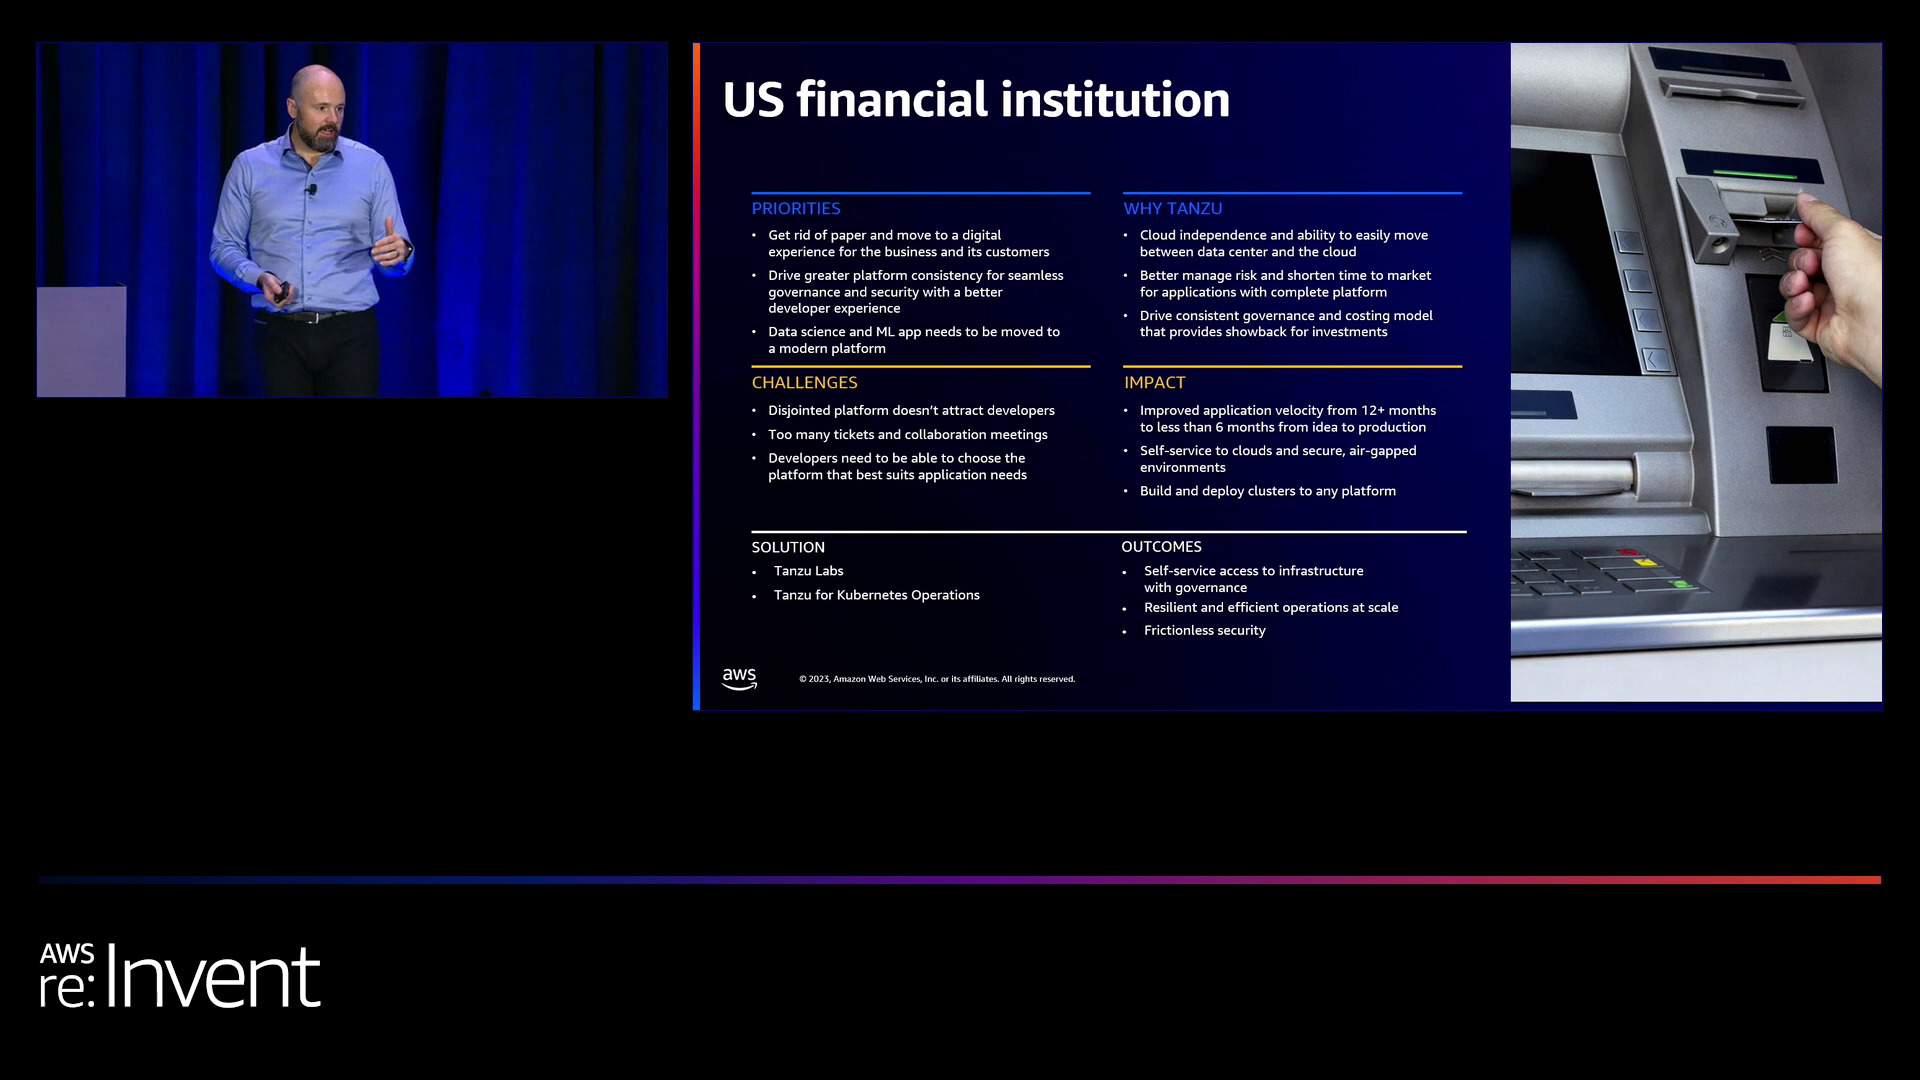 US financial institution
PRIORITIES
• Get rid of paper and move to a digital
experience for the business and its customers
• Drive greater platform consistency for seamless
governance and security with a better
developer experience
• Data science and ML app needs to be moved to
a modern platform
WHY TANZU
• Cloud independence and ability to easily move
between data center and the cloud
• Better manage risk and shorten time to market
for applications with complete platform
• Drive consistent governance and costing model
that provides showback for investments
CHALLENGES
• Disjointed platform doesn’t attract developers
• Too many tickets and collaboration meetings
• Developers need to be able to choose the
platform that best suits application needs
IMPACT
• Improved application velocity from 12+ months
to less than 6 months from idea to production
• Self-service to clouds and secure, air-gapped
environments
• Build and deploy clusters to any platform
SOLUTION
• Tanzu Labs
• Tanzu for Kubernetes Operations
OUTCOMES
• Self-service access to infrastructure
with governance
• Resilient and efficient operations at scale
• Frictionless security
aws
© 2023, Amazon Web Services, Inc. or its affiliates. All rights reserved.
AWS
re:Invent